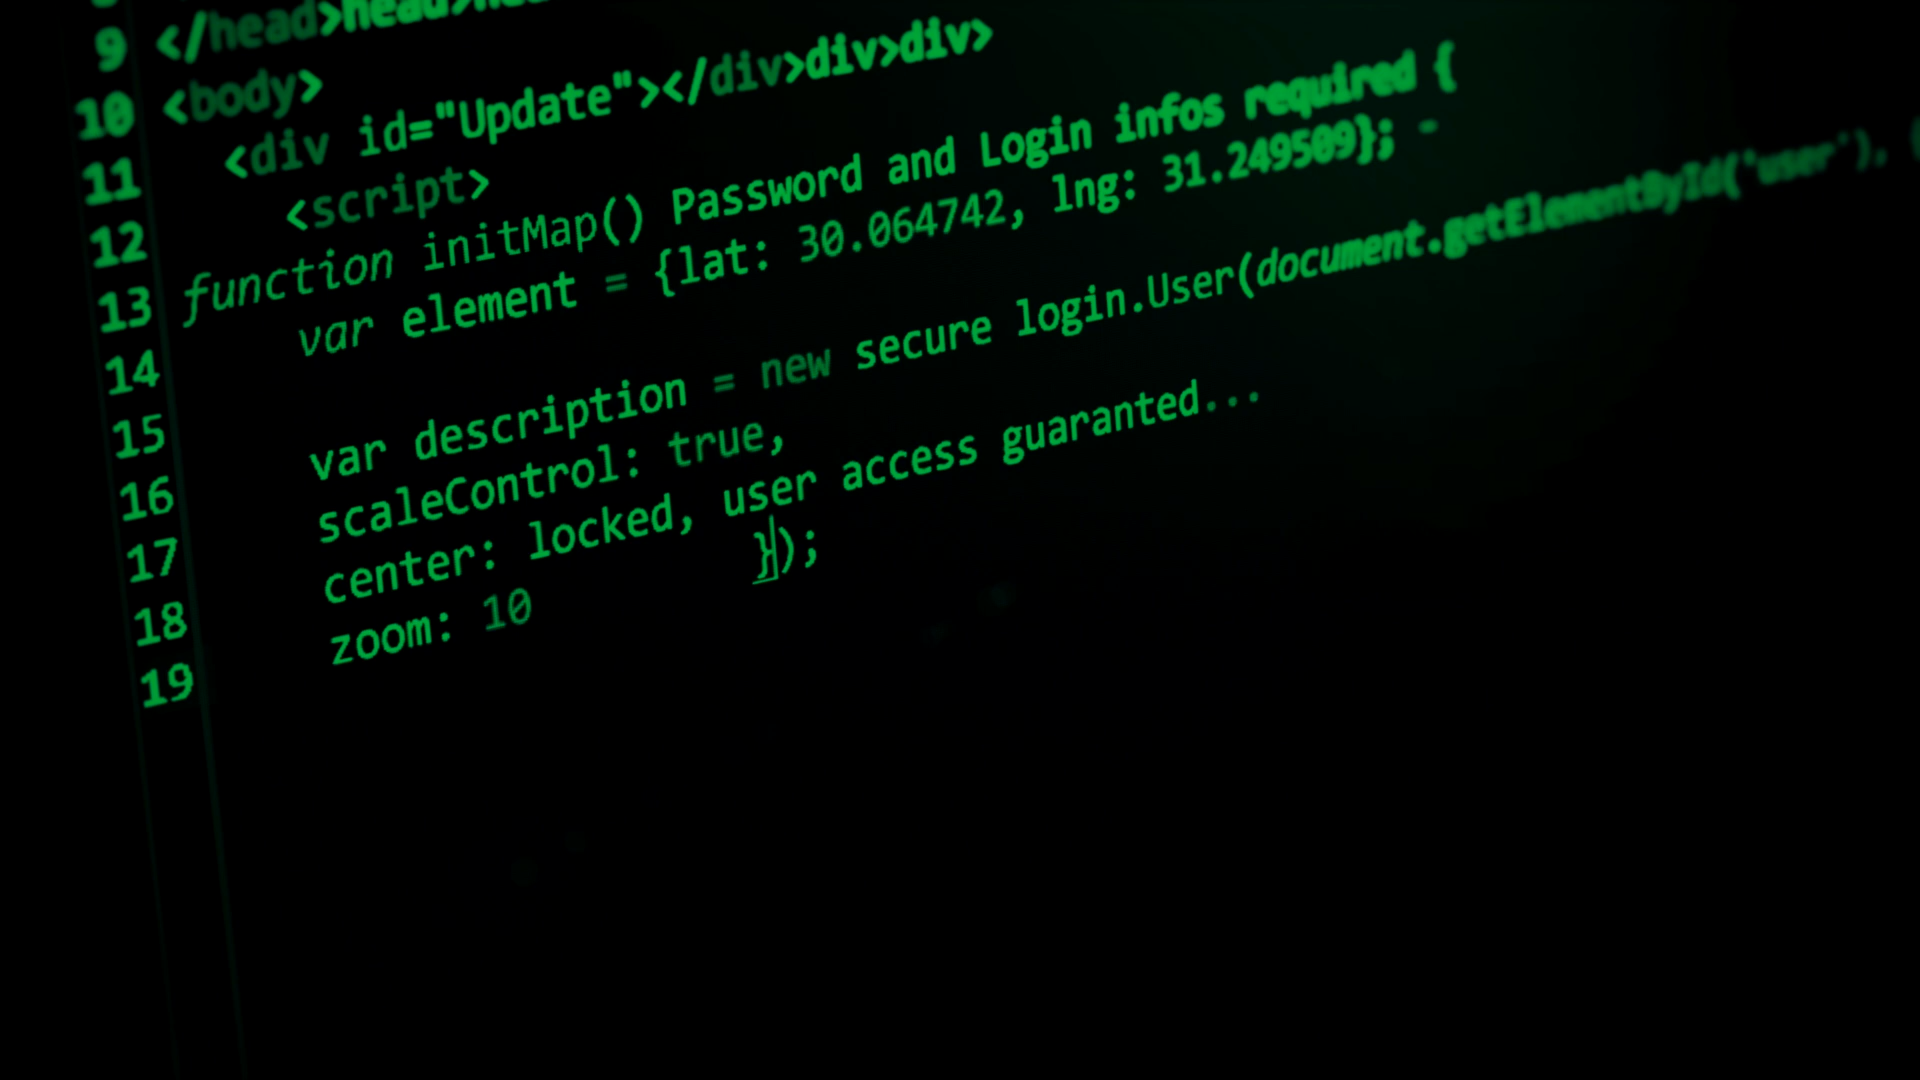 9 </head>head>
10 <body>
11 <div id="Update"></div>div>div>
12 <script>
13 function initMap() Password and Login infos required {
14 var element = {lat: 30.064742, lng: 31.249509}; -
15
16 var description = new secure login.User(document.getElementById('user'), {
17 scaleControl: true,
18 center: locked, user access guaranted...
19 zoom: 10 });